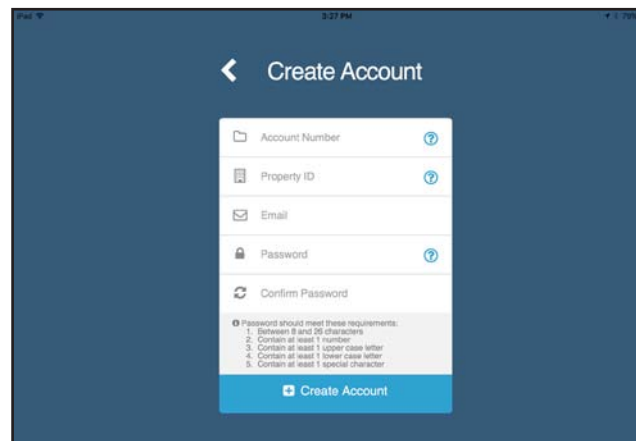 iPad 3:27 PM 79%
Create Account
Account Number
Property ID
Email
Password
Confirm Password
Password should meet these requirements:
1. Between 8 and 26 characters
2. Contain at least 1 number
3. Contain at least 1 upper case letter
4. Contain at least 1 lower case letter
5. Contain at least 1 special character
Create Account